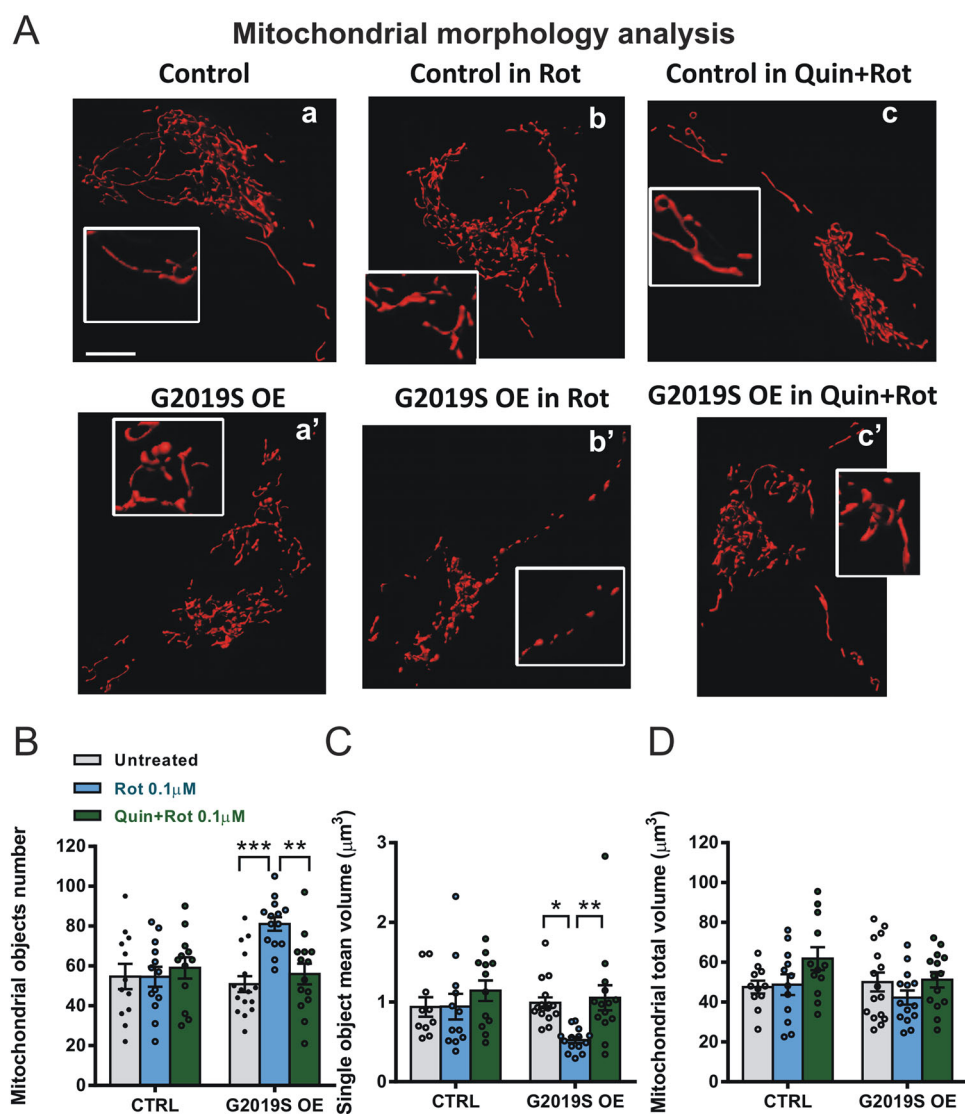 A
Mitochondrial morphology analysis
Control
Control in Rot
Control in Quin+Rot
a
b
c
G2019S OE
G2019S OE in Rot
G2019S OE in Quin+Rot
a'
b'
c'
B
C
D
Untreated
Rot 0.1μM
Quin+Rot 0.1μM
Mitochondrial objects number
120
100
80
60
40
20
0
***
**
CTRL
G2019S OE
Single object mean volume (μm³)
3
2
1
0
*
**
CTRL
G2019S OE
Mitochondrial total volume (μm³)
120
100
80
60
40
20
0
CTRL
G2019S OE